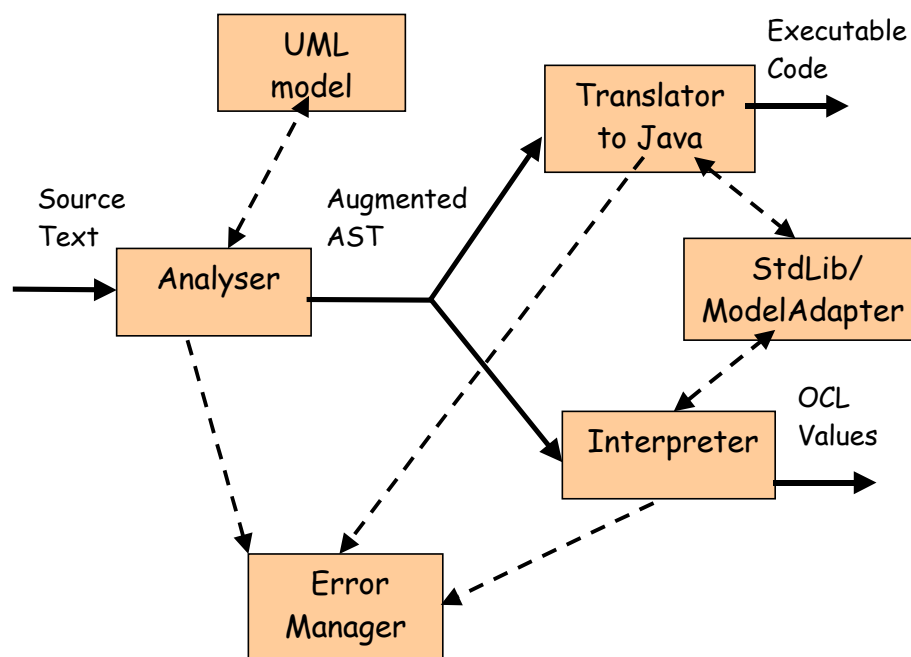 UML
model
Executable
Code
Translator
to Java
Source
Text
Augmented
AST
Analyser
StdLib/
ModelAdapter
Interpreter
OCL
Values
Error
Manager